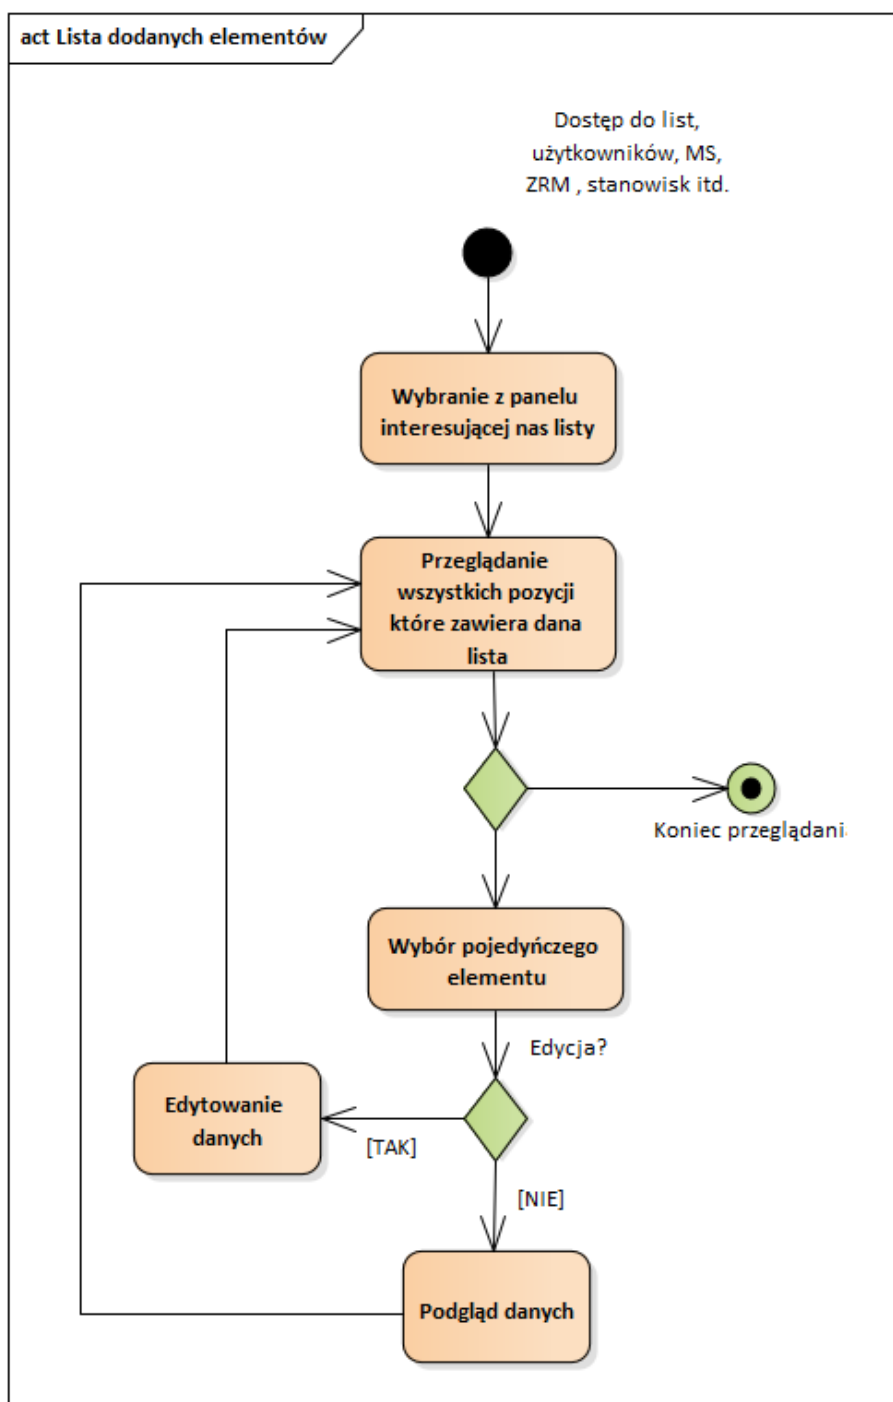 act Lista dodanych elementów
Dostęp do list,
użytkowników, MS,
ZRM , stanowisk itd.
Wybranie z panelu
interesującej nas listy
Przeglądanie
wszystkich pozycji
które zawiera dana
lista
Koniec przeglądani
Wybór pojedyńczego
elementu
Edycja?
Edytowanie
danych
[TAK]
[NIE]
Podgląd danych